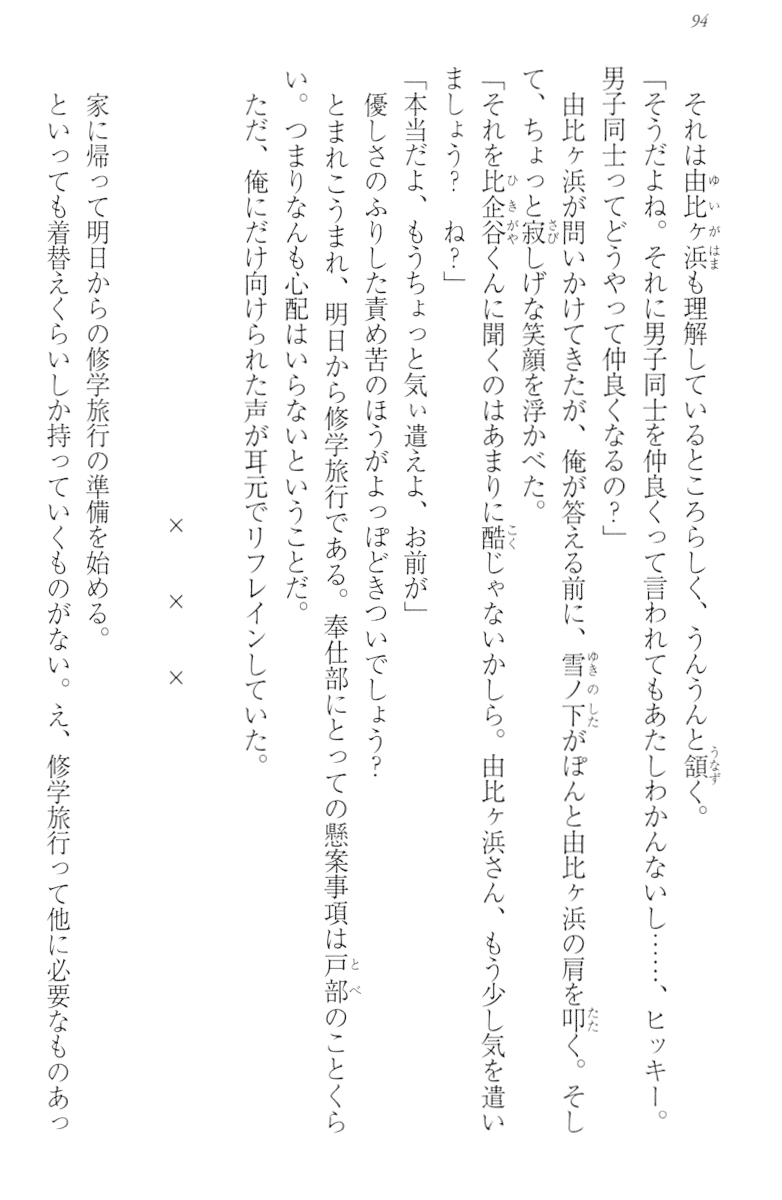 94
それは由比ヶ浜も理解しているところらしく、うんうんと頷く。
「そうだよね。それに男子同士を仲良くって言われてもあたしわかんないし……、ヒッキー。
男子同士ってどうやって仲良くなるの?」
由比ヶ浜が問いかけてきたが、俺が答える前に、雪ノ下がぽんと由比ヶ浜の肩を叩く。そし
て、ちょっと寂しげな笑顔を浮かべた。
「それを比企谷くんに聞くのはあまりに酷じゃないかしら。由比ヶ浜さん、もう少し気を遣い
ましょう? ね?」
「本当だよ、もうちょっと気ぃ遣えよ、お前が」
優しさのふりした責め苦のほうがよっぽどきついでしょう?
とまれこうまれ、明日から修学旅行である。奉仕部にとっての懸案事項は戸部のことくら
い。つまりなんも心配はいらないということだ。
ただ、俺にだけ向けられた声が耳元でリフレインしていた。
× × ×
家に帰って明日からの修学旅行の準備を始める。
といっても着替えくらいしか持っていくものがない。え、修学旅行って他に必要なものあっ